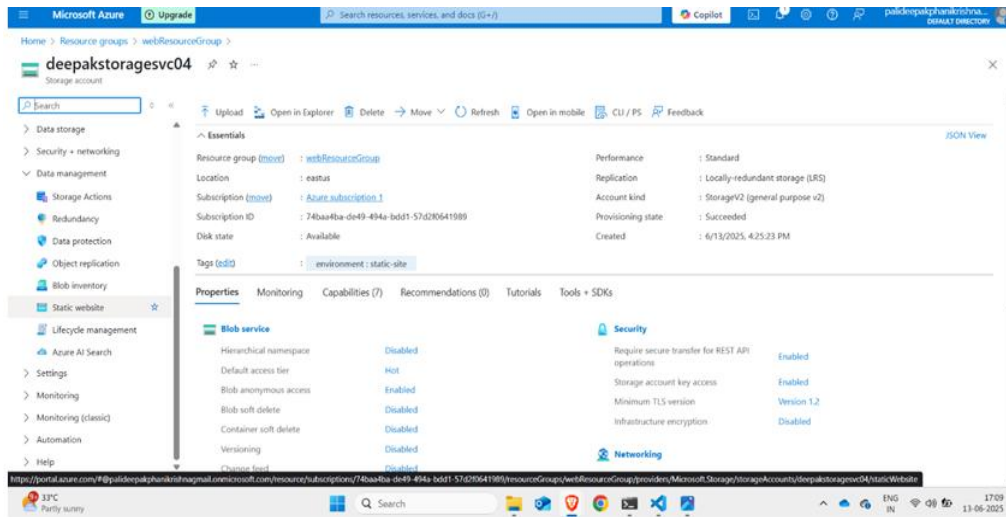 Microsoft Azure
Upgrade
Search resources, services, and docs (G+/)
Copilot
palideepakphanikrishna...
DEFAULT DIRECTORY
Home > Resource groups > webResourceGroup >
deepakstoragesvc04
Storage account
Search
Upload Open in Explorer Delete Move Refresh Open in mobile CLI / PS Feedback
Data storage
Security + networking
Data management
Storage Actions
Redundancy
Data protection
Object replication
Blob inventory
Static website
Lifecycle management
Azure AI Search
Settings
Monitoring
Monitoring (classic)
Automation
Help
Essentials
JSON View
Resource group (move) : webResourceGroup
Location : eastus
Subscription (move) : Azure subscription 1
Subscription ID : 74baa4ba-de49-494a-bdd1-57d2f0641989
Disk state : Available
Tags (edit) : environment : static-site
Performance : Standard
Replication : Locally-redundant storage (LRS)
Account kind : StorageV2 (general purpose v2)
Provisioning state : Succeeded
Created : 6/13/2025, 4:25:23 PM
Properties Monitoring Capabilities (7) Recommendations (0) Tutorials Tools + SDKs
Blob service
Hierarchical namespace Disabled
Default access tier Hot
Blob anonymous access Enabled
Blob soft delete Disabled
Container soft delete Disabled
Versioning Disabled
Change feed Disabled
Security
Require secure transfer for REST API
operations Enabled
Storage account key access Enabled
Minimum TLS version Version 1.2
Infrastructure encryption Disabled
Networking
https://portal.azure.com/#@palideepakphanikrishnagmail.onmicrosoft.com/resource/subscriptions/74baa4ba-de49-494a-bdd1-57d2f0641989/resourceGroups/webResourceGroup/providers/Microsoft.Storage/storageAccounts/deepakstoragesvc04/staticWebsite
33°C
Partly sunny
Search
ENG
IN
17:09
13-06-2025